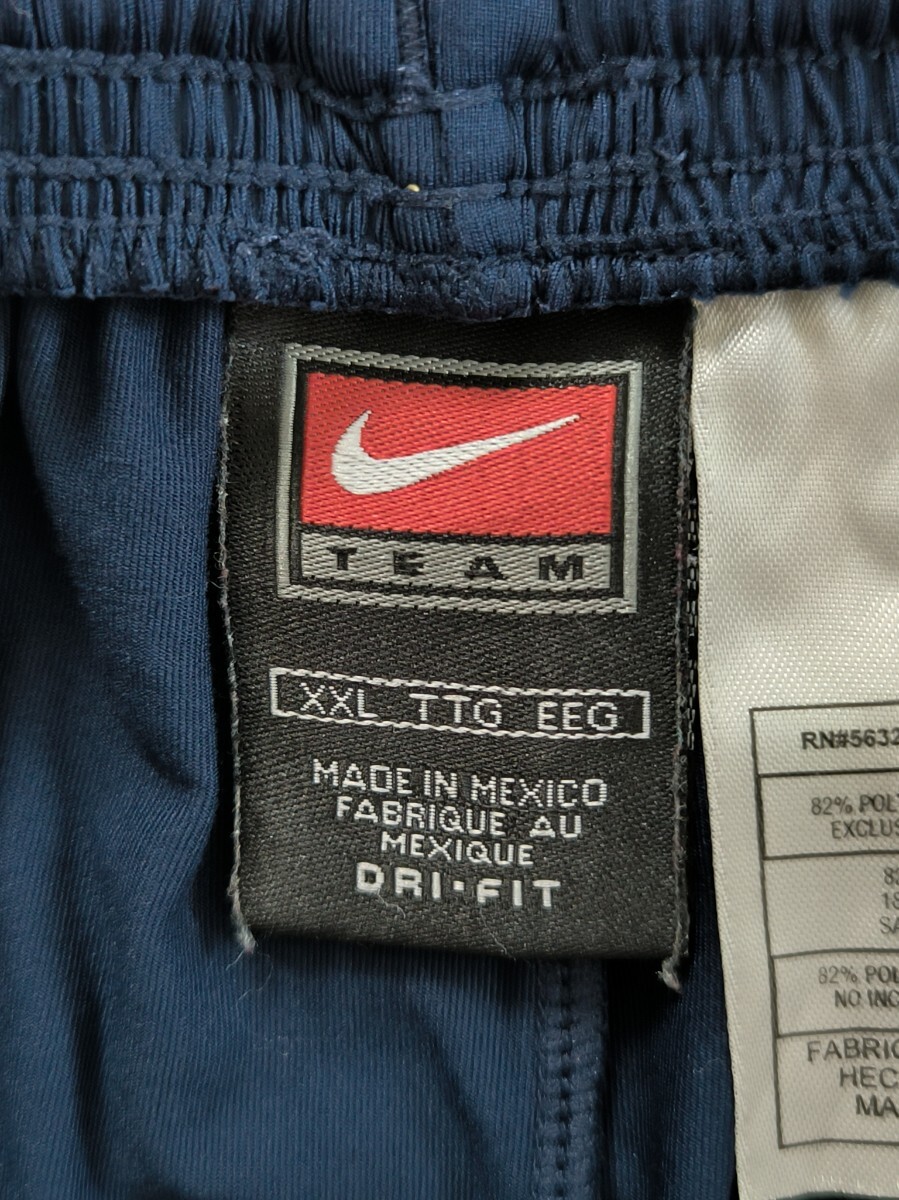 TEAM
XXL TTG EEG
MADE IN MEXICO
FABRIQUE AU
MEXIQUE
DRI-FIT
RN#5632
82% POL
EXCLUS
82% POL
NO INC
FABRIC
HEC
MA